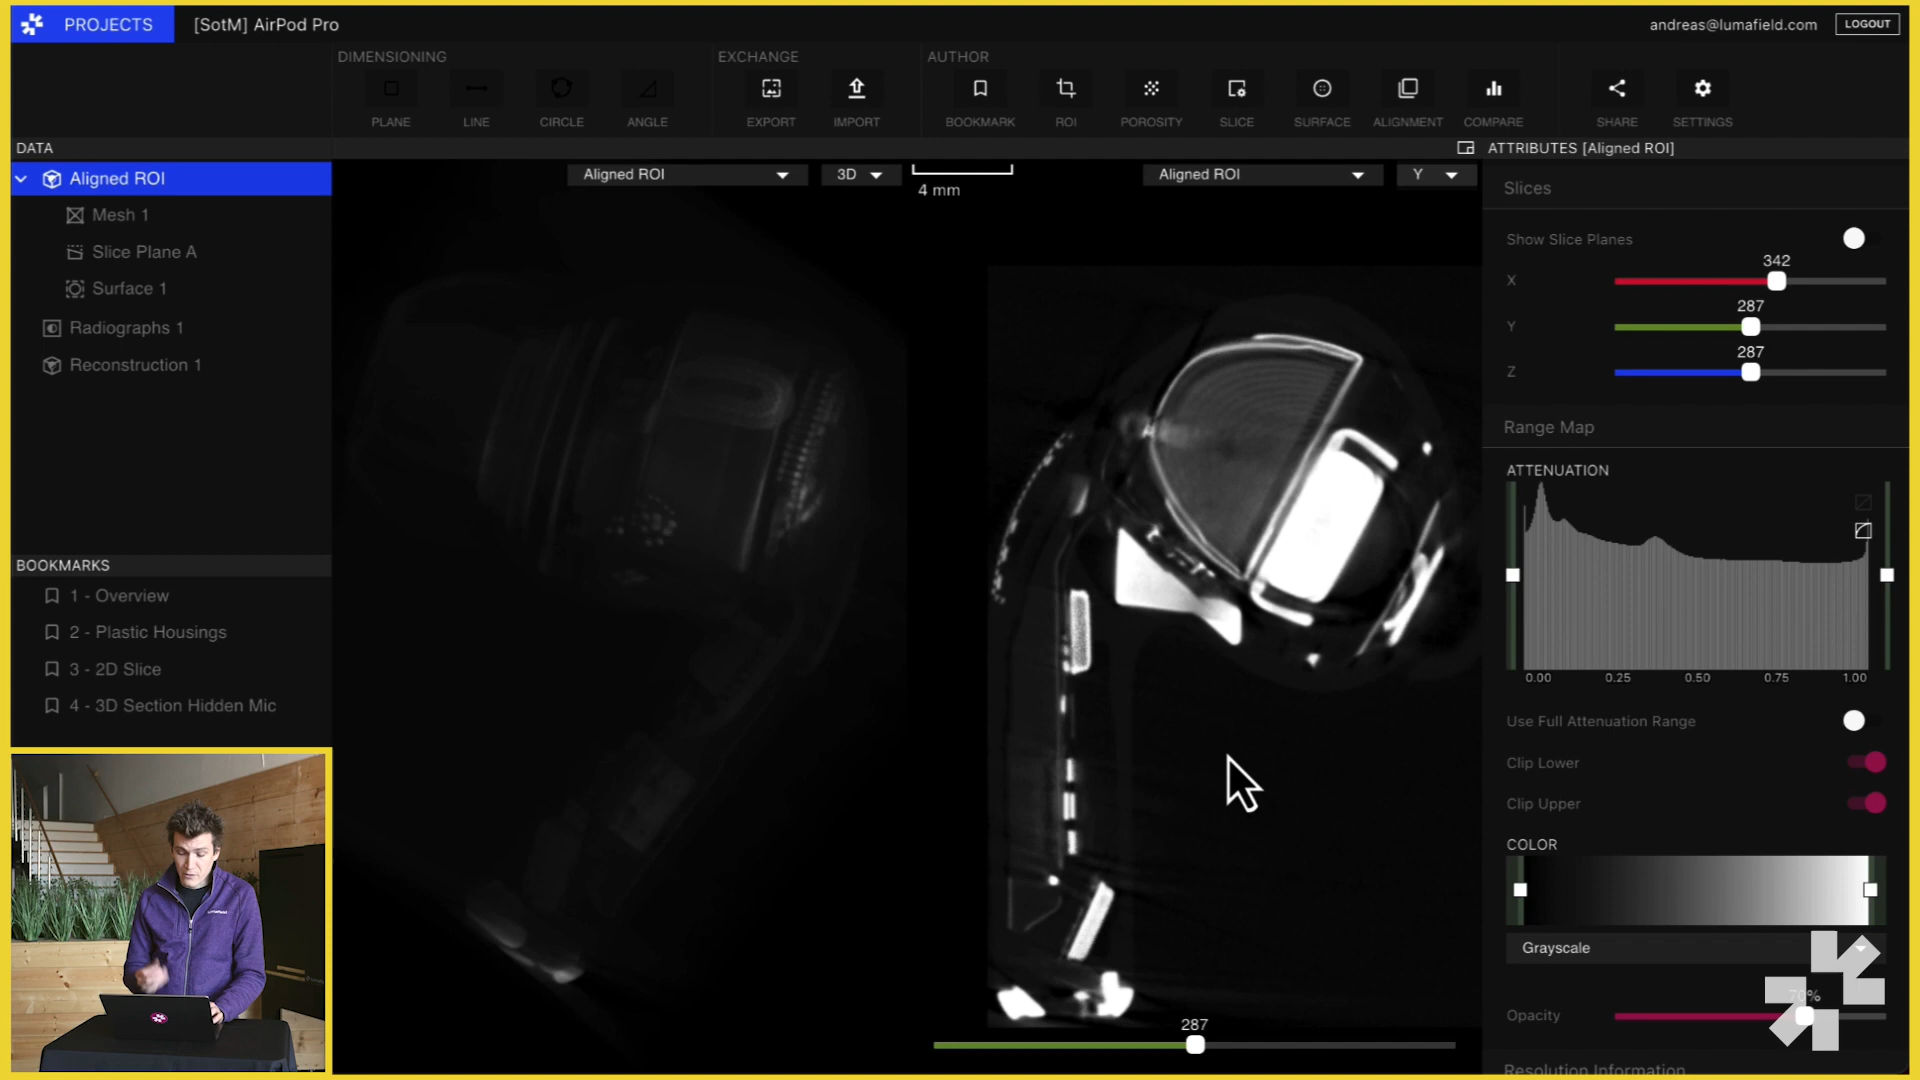 PROJECTS
[SotM] AirPod Pro
andreas@lumafield.com
LOGOUT
DIMENSIONING
EXCHANGE
AUTHOR
PLANE
LINE
CIRCLE
ANGLE
EXPORT
IMPORT
BOOKMARK
ROI
POROSITY
SLICE
SURFACE
ALIGNMENT
COMPARE
SHARE
SETTINGS
DATA
Aligned ROI
Mesh 1
Slice Plane A
Surface 1
Radiographs 1
Reconstruction 1
BOOKMARKS
1 - Overview
2 - Plastic Housings
3 - 2D Slice
4 - 3D Section Hidden Mic
Aligned ROI
3D
4 mm
Aligned ROI
Y
287
ATTRIBUTES [Aligned ROI]
Slices
Show Slice Planes
342
X
287
Y
287
Z
Range Map
ATTENUATION
0.00
0.25
0.50
0.75
1.00
Use Full Attenuation Range
Clip Lower
Clip Upper
COLOR
Grayscale
70%
Opacity
Resolution Information